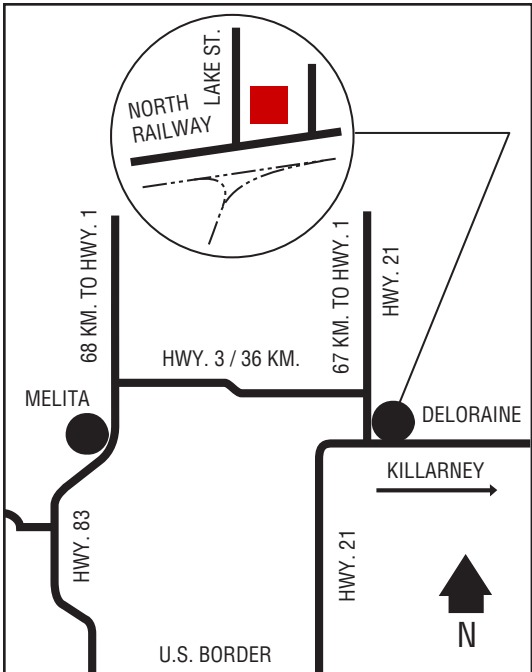 LAKE ST.
NORTH
RAILWAY
68 KM. TO HWY. 1
67 KM. TO HWY. 1
HWY. 21
HWY. 3 / 36 KM.
MELITA
DELORAINE
KILLARNEY
HWY. 83
HWY. 21
N
U.S. BORDER